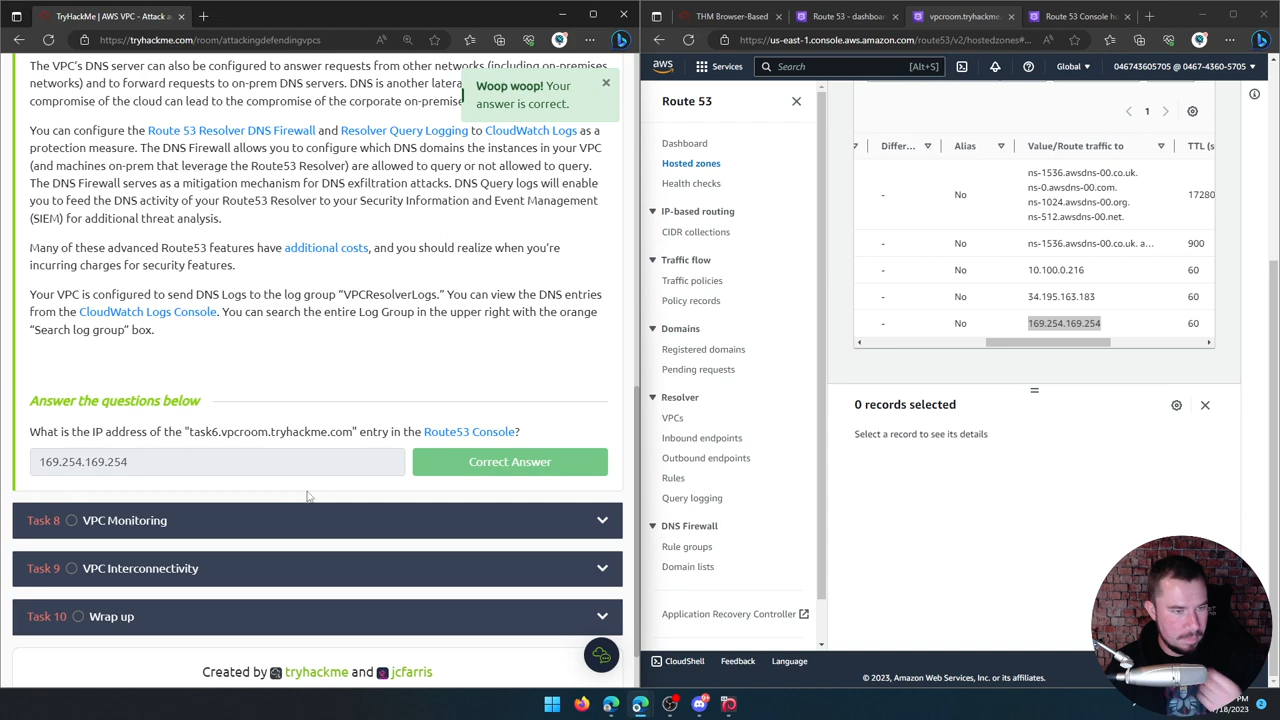 TryHackMe | AWS VPC - Attack an
https://tryhackme.com/room/attackingdefendingvpcs
The VPC's DNS server can also be configured to answer requests from other networks (including on-premises
networks) and to forward requests to on-prem DNS servers. DNS is another latera
compromise of the cloud can lead to the compromise of the corporate on-premise
Woop woop! Your
answer is correct.
You can configure the Route 53 Resolver DNS Firewall and Resolver Query Logging to CloudWatch Logs as a
protection measure. The DNS Firewall allows you to configure which DNS domains the instances in your VPC
(and machines on-prem that leverage the Route53 Resolver) are allowed to query or not allowed to query.
The DNS Firewall serves as a mitigation mechanism for DNS exfiltration attacks. DNS Query logs will enable
you to feed the DNS activity of your Route53 Resolver to your Security Information and Event Management
(SIEM) for additional threat analysis.
Many of these advanced Route53 features have additional costs, and you should realize when you're
incurring charges for security features.
Your VPC is configured to send DNS Logs to the log group “VPCResolverLogs.” You can view the DNS entries
from the CloudWatch Logs Console. You can search the entire Log Group in the upper right with the orange
“Search log group” box.
Answer the questions below
What is the IP address of the "task6.vpcroom.tryhackme.com" entry in the Route53 Console?
169.254.169.254
Correct Answer
Task 8 VPC Monitoring
Task 9 VPC Interconnectivity
Task 10 Wrap up
Created by tryhackme and jcfarris
THM Browser-Based
Route 53 - dashboa
vpcroom.tryhackme.
Route 53 Console h
https://us-east-1.console.aws.amazon.com/route53/v2/hostedzones#...
aws
Services
Search
[Alt+S]
Global
046743605705 @ 0467-4360-5705
Route 53
Dashboard
Hosted zones
Health checks
IP-based routing
CIDR collections
Traffic flow
Traffic policies
Policy records
Domains
Registered domains
Pending requests
Resolver
VPCs
Inbound endpoints
Outbound endpoints
Rules
Query logging
DNS Firewall
Rule groups
Domain lists
Application Recovery Controller
1
Differ... Alias Value/Route traffic to TTL (s
- No ns-1536.awsdns-00.co.uk. 17280
ns-0.awsdns-00.com.
ns-1024.awsdns-00.org.
ns-512.awsdns-00.net.
- No ns-1536.awsdns-00.co.uk. a... 900
- No 10.100.0.216 60
- No 34.195.163.183 60
- No 169.254.169.254 60
0 records selected
Select a record to see its details
CloudShell
Feedback
Language
© 2023, Amazon Web Services, Inc. or its affiliates.